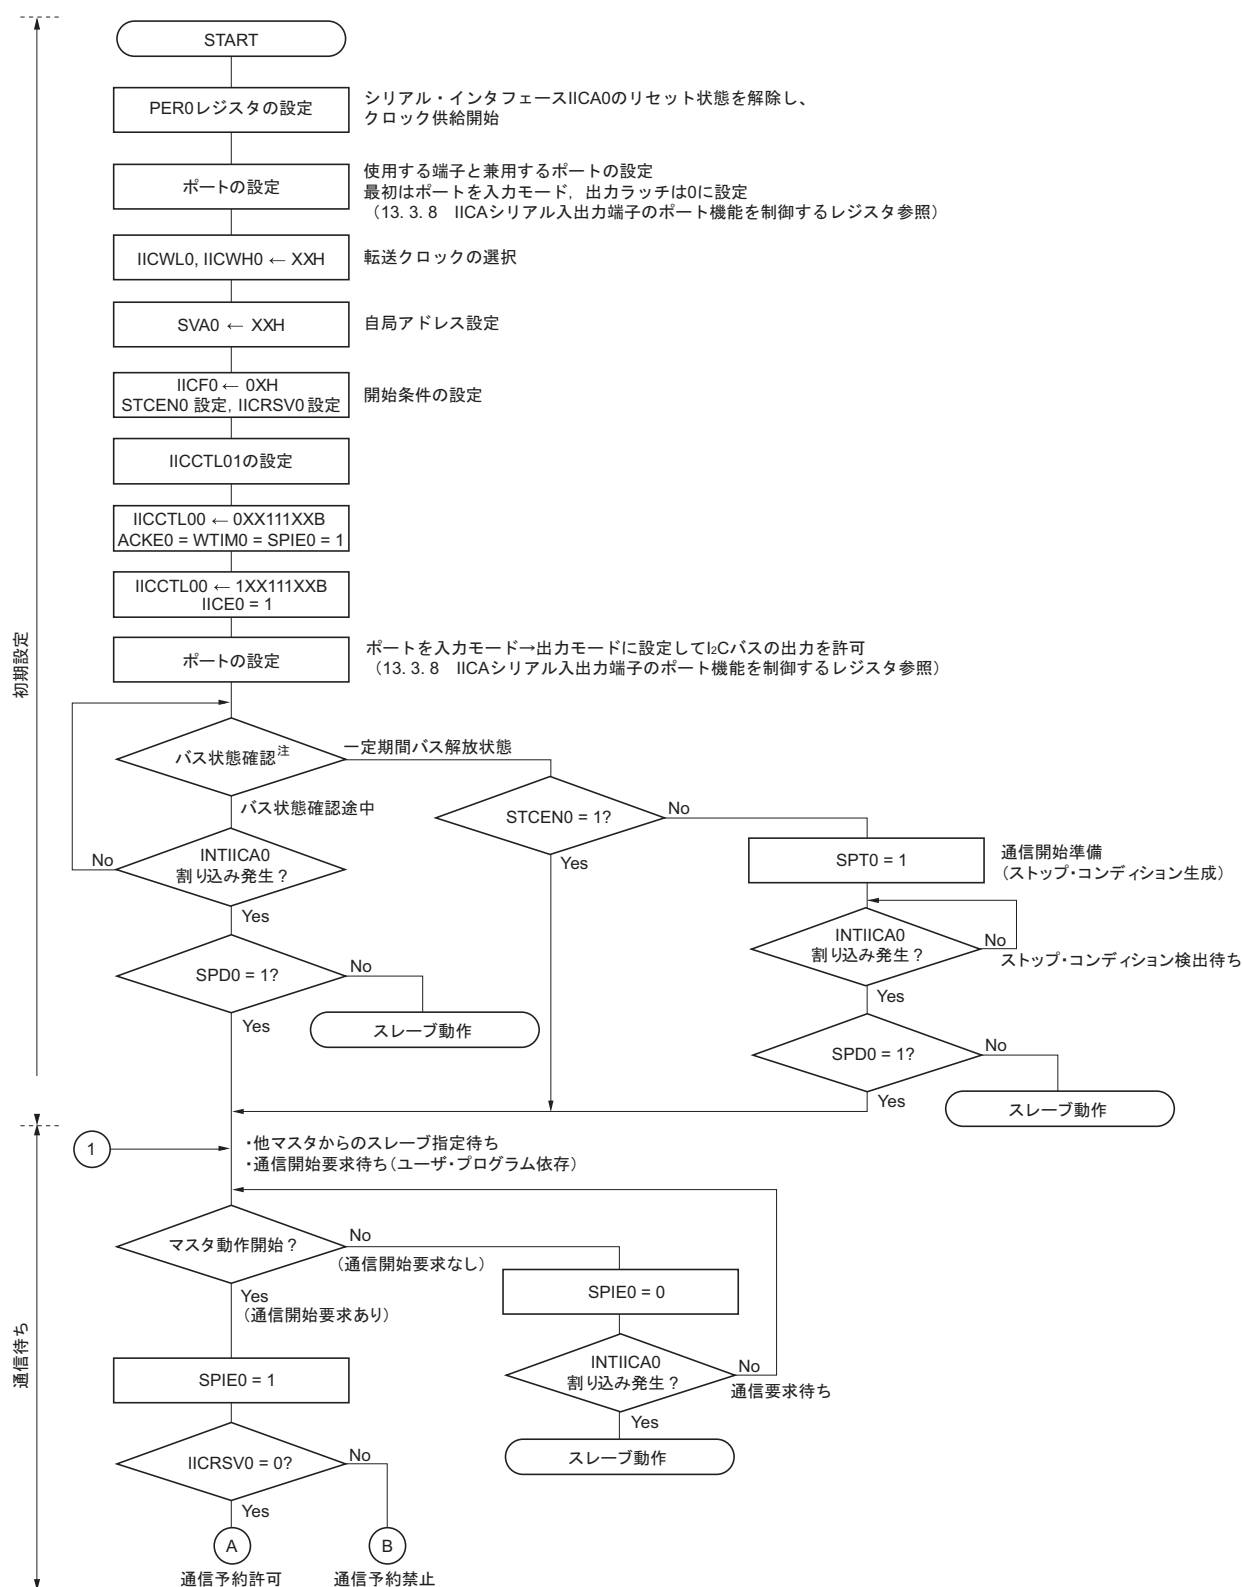 START
PER0レジスタの設定
シリアル・インタフェースIICA0のリセット状態を解除し、
クロック供給開始
ポートの設定
使用する端子と兼用するポートの設定
最初はポートを入力モード，出力ラッチは0に設定
（13. 3. 8　IICAシリアル入出力端子のポート機能を制御するレジスタ参照）
IICWL0, IICWH0 ← XXH
転送クロックの選択
SVA0 ← XXH
自局アドレス設定
IICF0 ← 0XH
STCEN0 設定, IICRSV0 設定
開始条件の設定
IICCTL01の設定
IICCTL00 ← 0XX111XXB
ACKE0 = WTIM0 = SPIE0 = 1
IICCTL00 ← 1XX111XXB
IICE0 = 1
ポートの設定
ポートを入力モード→出力モードに設定してI2Cバスの出力を許可
（13. 3. 8　IICAシリアル入出力端子のポート機能を制御するレジスタ参照）
初期設定
バス状態確認注
一定期間バス解放状態
バス状態確認途中
STCEN0 = 1?
No
Yes
SPT0 = 1
通信開始準備
（ストップ・コンディション生成）
INTIICA0
割り込み発生？
No
Yes
INTIICA0
割り込み発生？
No
ストップ・コンディション検出待ち
Yes
SPD0 = 1?
No
Yes
スレーブ動作
SPD0 = 1?
No
Yes
スレーブ動作
1
・他マスタからのスレーブ指定待ち
・通信開始要求待ち（ユーザ・プログラム依存）
マスタ動作開始？
No
（通信開始要求なし）
Yes
（通信開始要求あり）
SPIE0 = 0
INTIICA0
割り込み発生？
No
通信要求待ち
Yes
スレーブ動作
通信待ち
SPIE0 = 1
IICRSV0 = 0?
No
Yes
A
B
通信予約許可
通信予約禁止